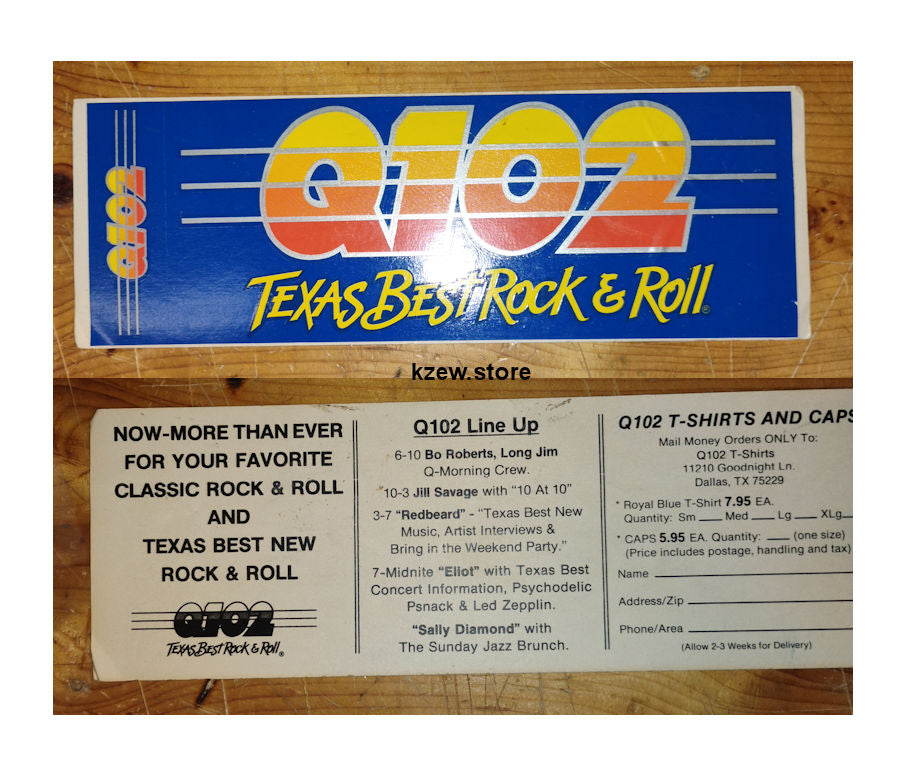 Q102
Q102
TEXAS BEST ROCK & ROLL®
kzew.store
NOW-MORE THAN EVER
FOR YOUR FAVORITE
CLASSIC ROCK & ROLL
AND
TEXAS BEST NEW
ROCK & ROLL
Q102
TEXAS BEST ROCK & ROLL®
Q102 Line Up
6-10 Bo Roberts, Long Jim
Q-Morning Crew.
10-3 Jill Savage with "10 At 10"
3-7 "Redbeard" - "Texas Best New
Music, Artist Interviews &
Bring in the Weekend Party."
7-Midnite "Eliot" with Texas Best
Concert Information, Psychodelic
Psnack & Led Zepplin.
"Sally Diamond" with
The Sunday Jazz Brunch.
Q102 T-SHIRTS AND CAPS
Mail Money Orders ONLY To:
Q102 T-Shirts
11210 Goodnight Ln.
Dallas, TX 75229
* Royal Blue T-Shirt 7.95 EA.
Quantity: Sm ___ Med ___ Lg ___ XLg
* CAPS 5.95 EA. Quantity: ___ (one size)
(Price includes postage, handling and tax)
Name
Address/Zip
Phone/Area
(Allow 2-3 Weeks for Delivery)